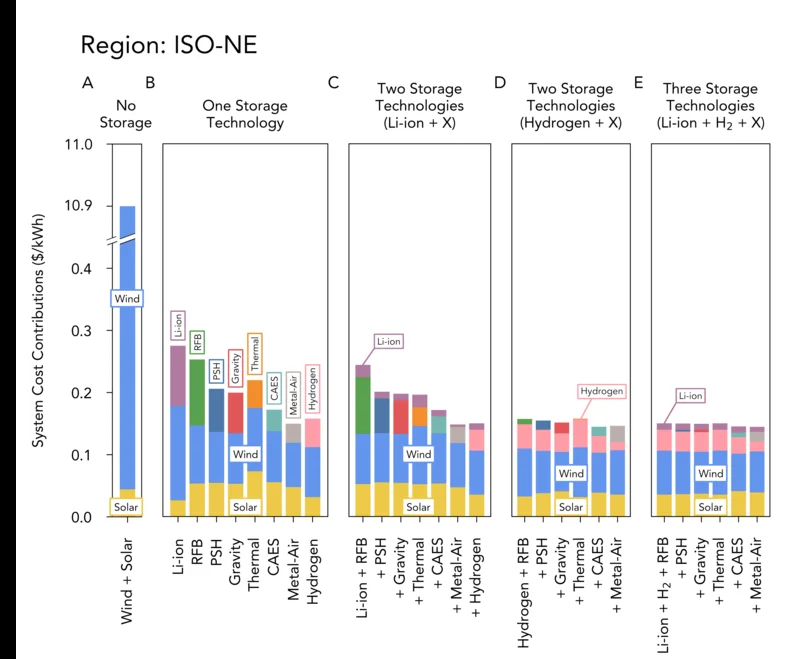 Region: ISO-NE
A
No
Storage
B
One Storage
Technology
C
Two Storage
Technologies
(Li-ion + X)
D
Two Storage
Technologies
(Hydrogen + X)
E
Three Storage
Technologies
(Li-ion + H₂ + X)
System Cost Contributions ($/kWh)
11.0
10.9
0.4
0.3
0.2
0.1
0.0
Wind
Solar
Li-ion
RFB
PSH
Gravity
Thermal
CAES
Metal-Air
Hydrogen
Wind
Solar
Li-ion
Wind
Solar
Hydrogen
Wind
Solar
Li-ion
Wind
Solar
Wind + Solar
Li-ion
RFB
PSH
Gravity
Thermal
CAES
Metal-Air
Hydrogen
Li-ion + RFB
+ PSH
+ Gravity
+ Thermal
+ CAES
+ Metal-Air
+ Hydrogen
Hydrogen + RFB
+ PSH
+ Gravity
+ Thermal
+ CAES
+ Metal-Air
Li-ion + H₂ + RFB
+ PSH
+ Gravity
+ Thermal
+ CAES
+ Metal-Air